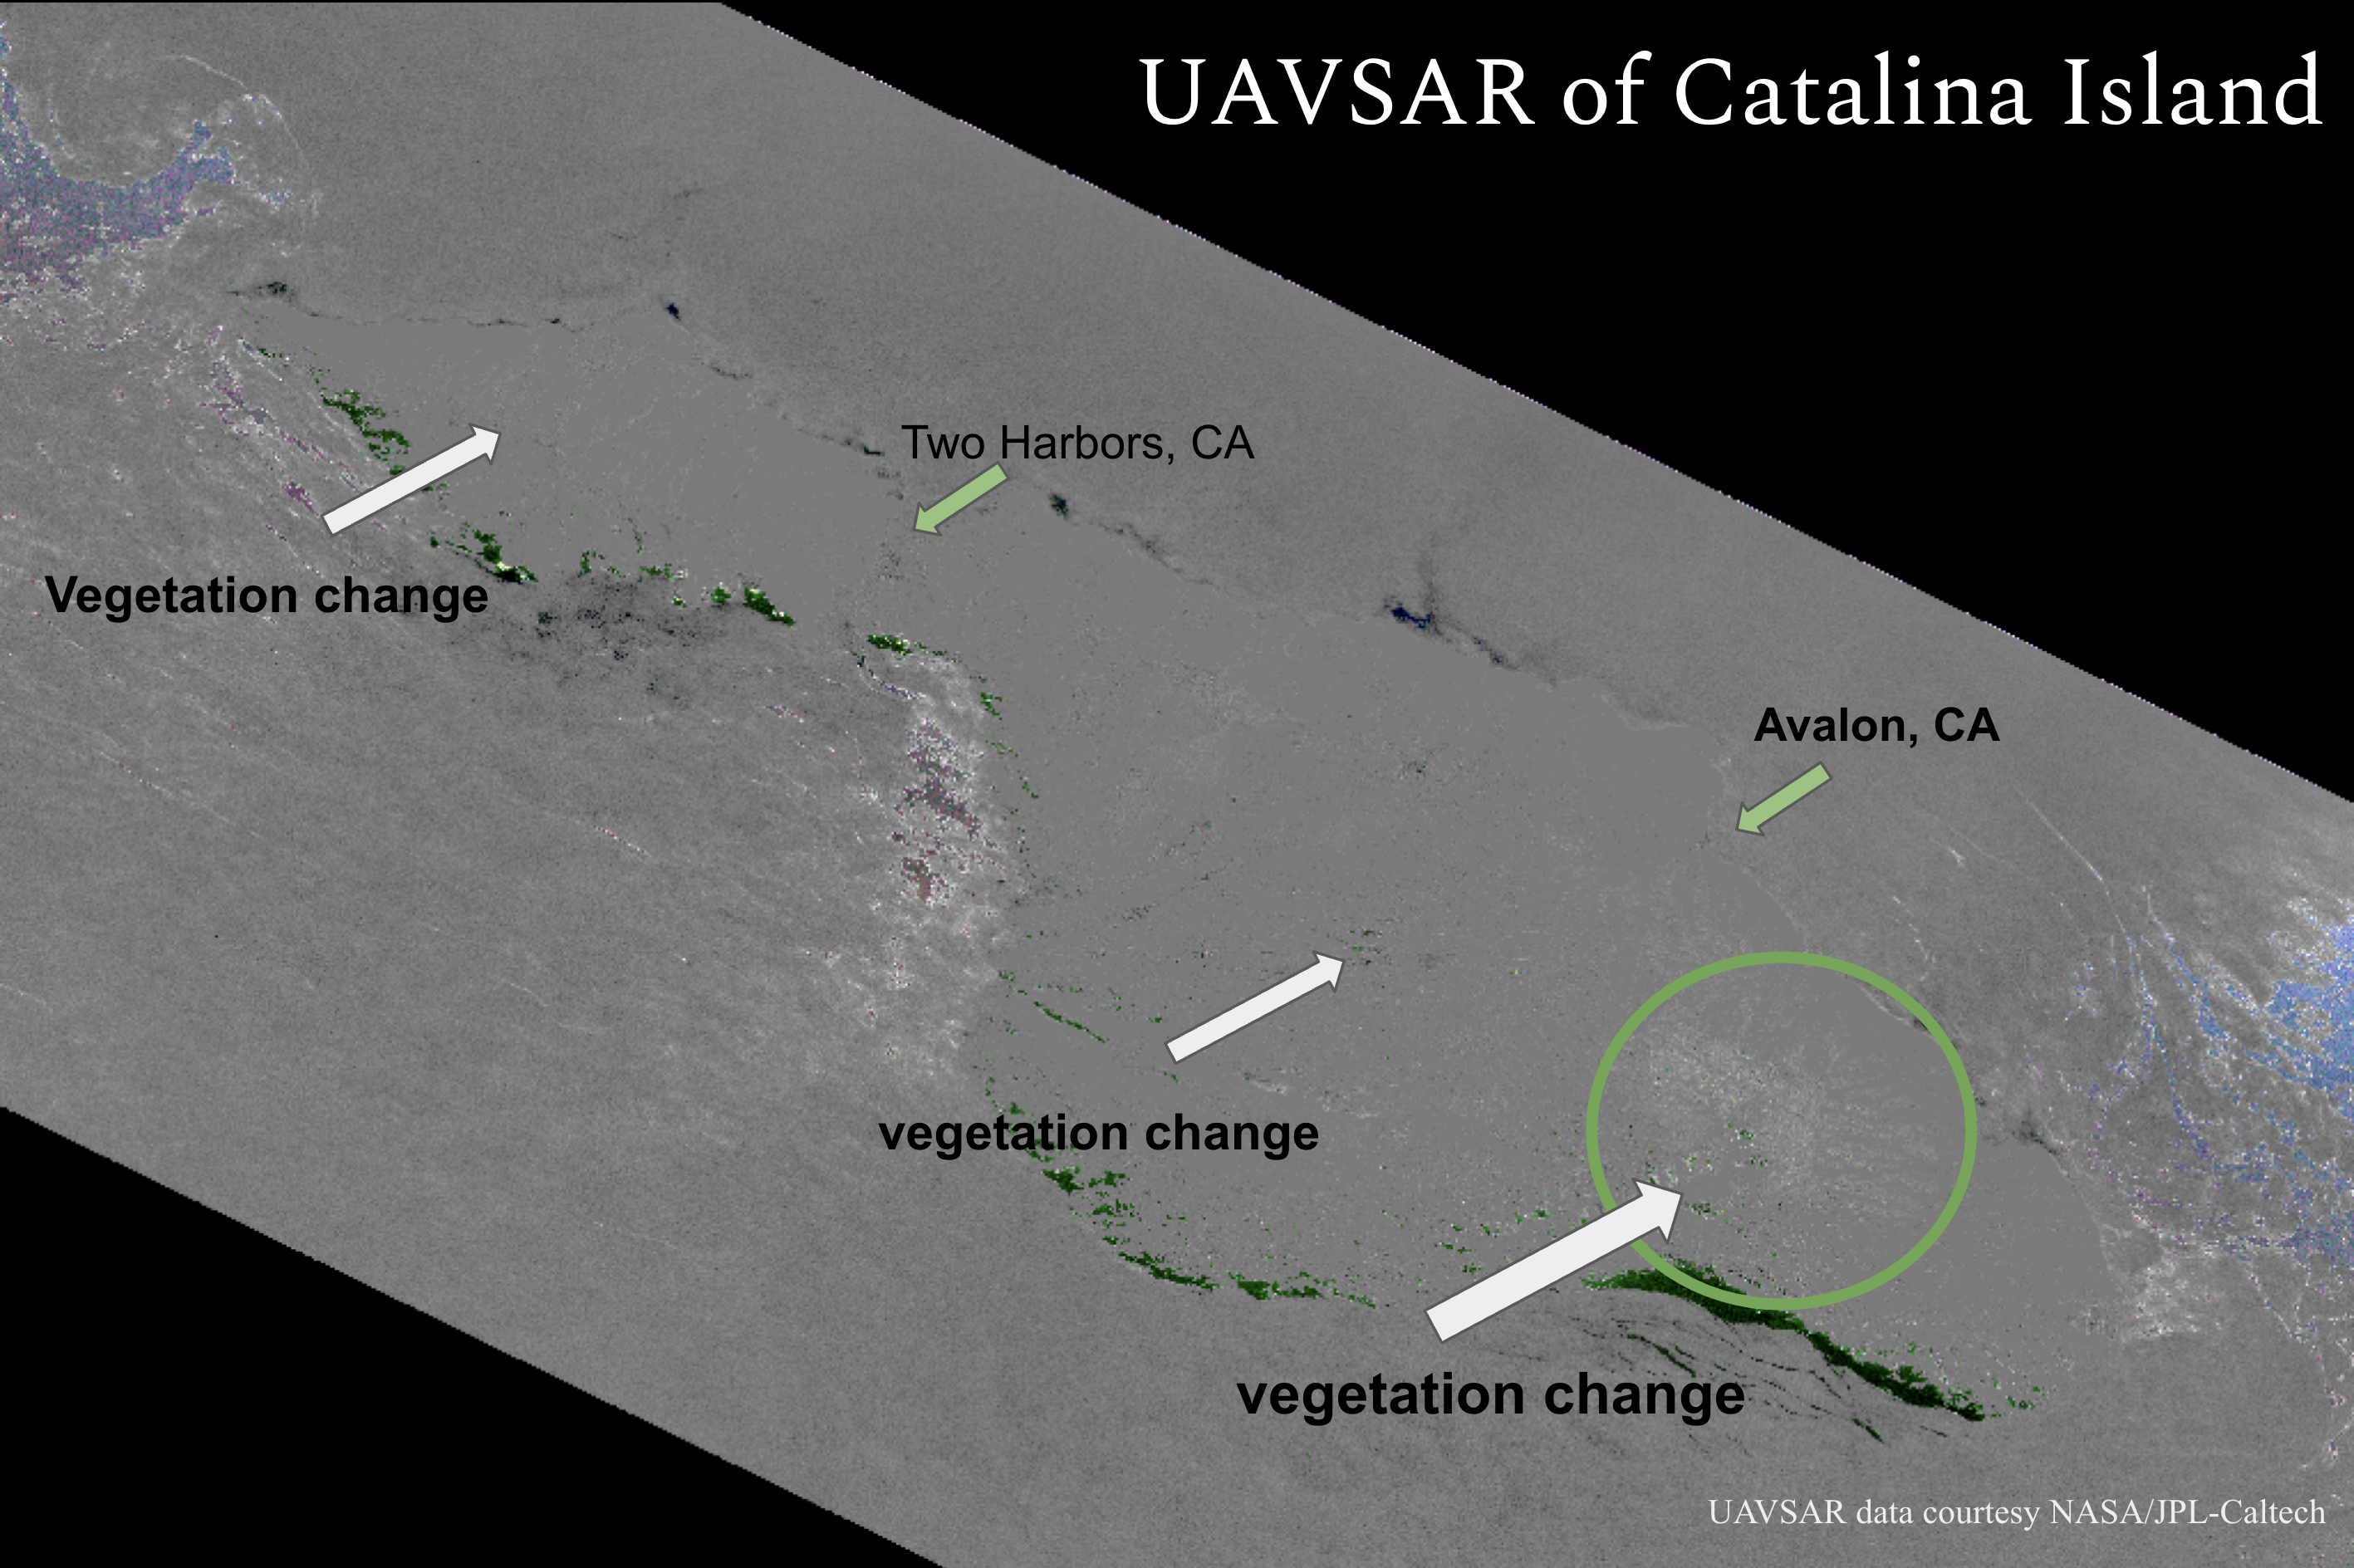 UAVSAR of Catalina Island
Two Harbors, CA
Vegetation change
Avalon, CA
vegetation change
vegetation change
UAVSAR data courtesy NASA/JPL-Caltech